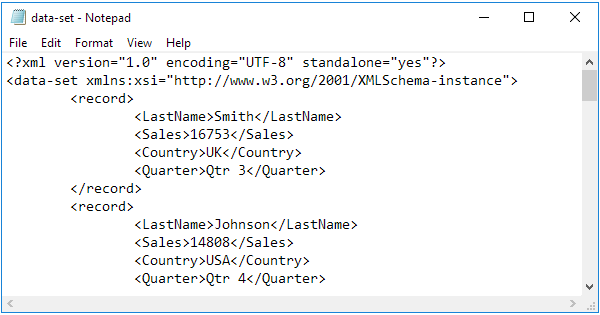 data-set - Notepad
File Edit Format View Help
<?xml version="1.0" encoding="UTF-8" standalone="yes"?>
<data-set xmlns:xsi="http://www.w3.org/2001/XMLSchema-instance">
        <record>
                <LastName>Smith</LastName>
                <Sales>16753</Sales>
                <Country>UK</Country>
                <Quarter>Qtr 3</Quarter>
        </record>
        <record>
                <LastName>Johnson</LastName>
                <Sales>14808</Sales>
                <Country>USA</Country>
                <Quarter>Qtr 4</Quarter>